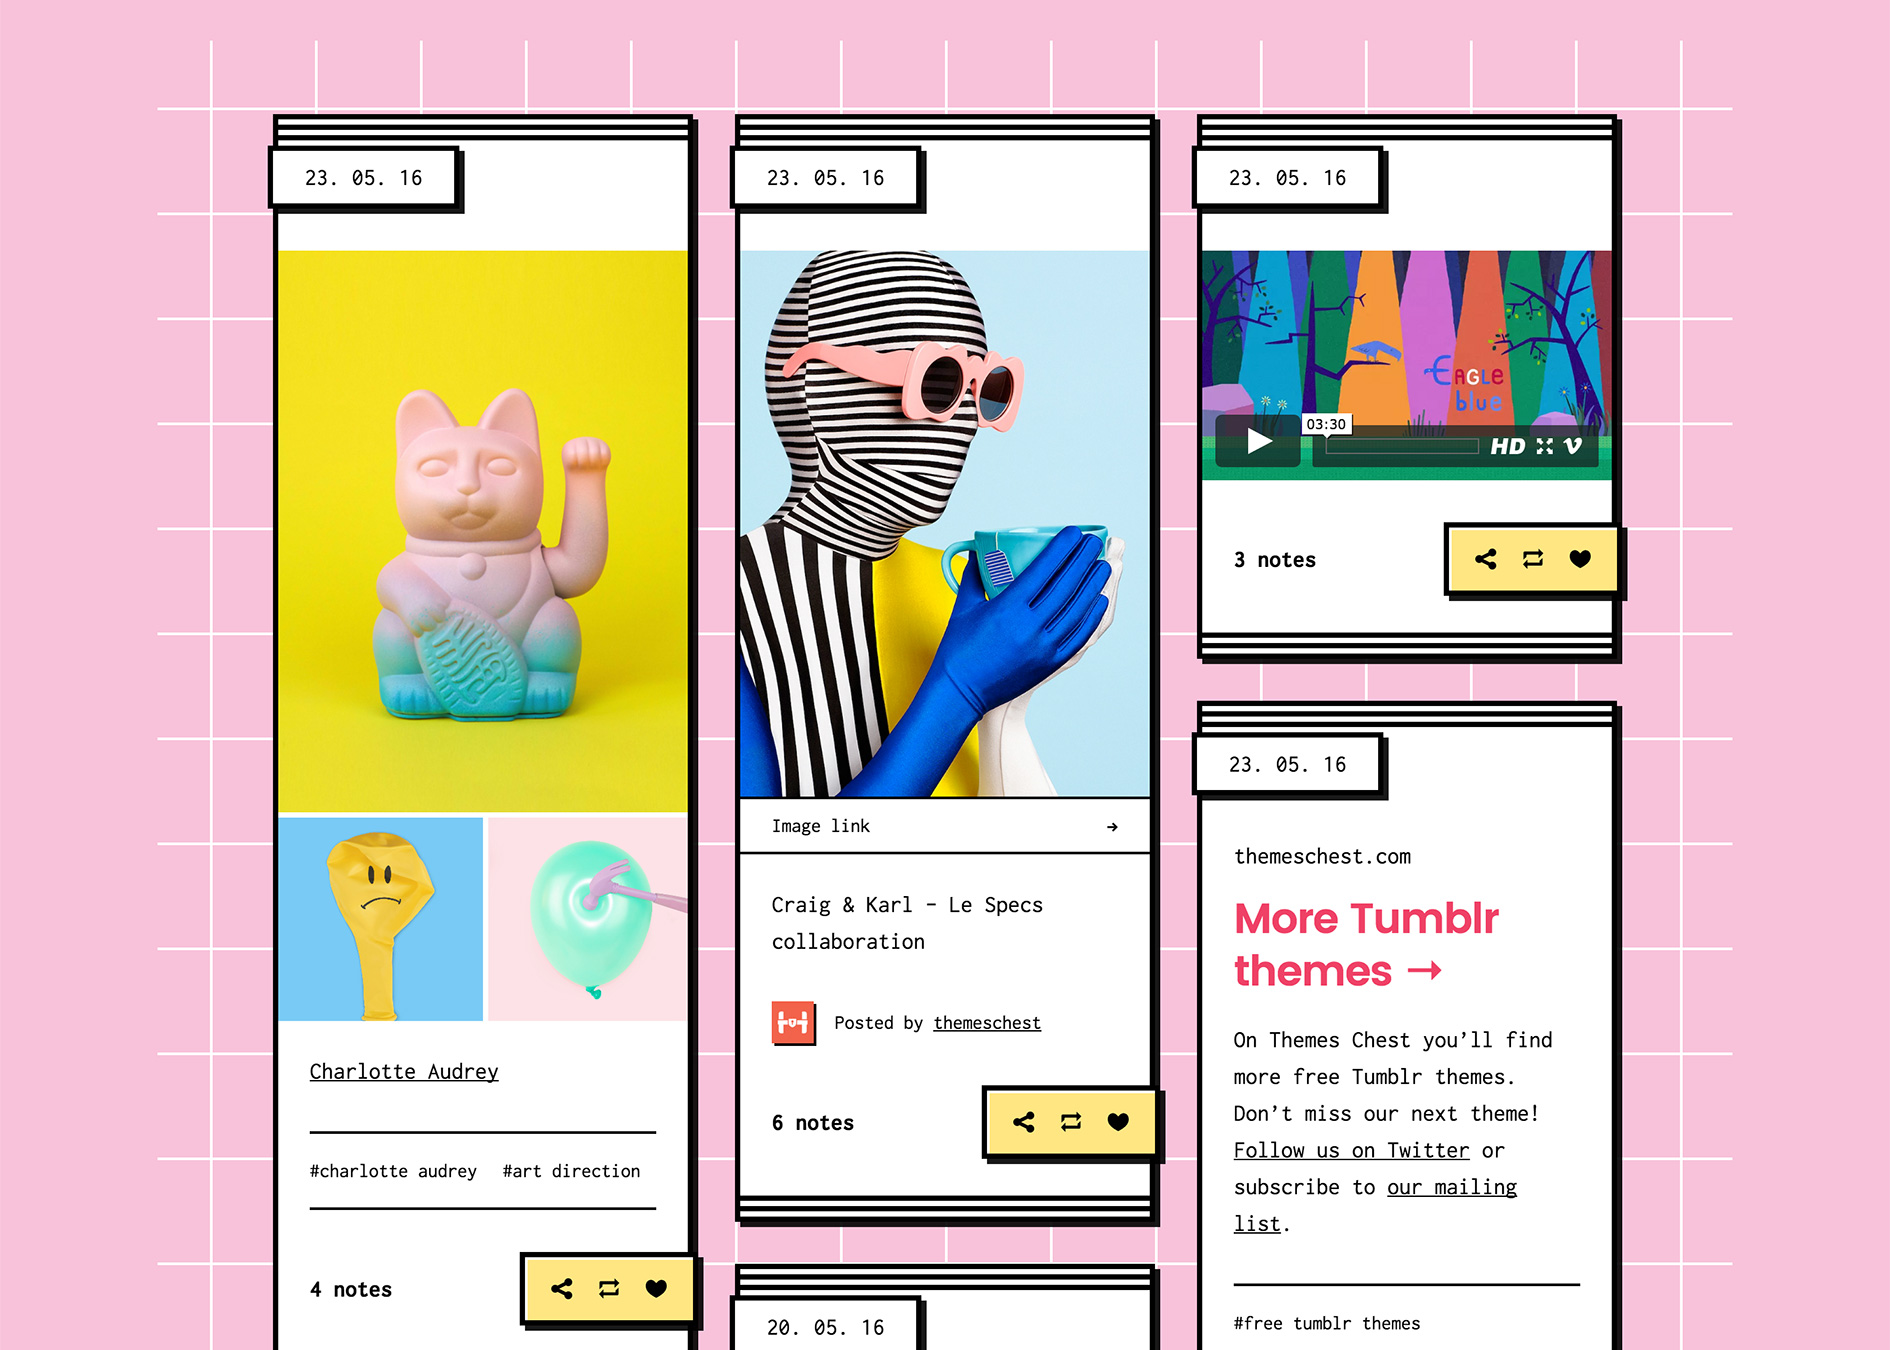 23. 05. 16
Charlotte Audrey
#charlotte audrey #art direction
4 notes
23. 05. 16
Image link →
Craig & Karl – Le Specs
collaboration
Posted by themeschest
6 notes
20. 05. 16
23. 05. 16
EAGLE
blue
03:30
HD
3 notes
23. 05. 16
themeschest.com
More Tumblr
themes →
On Themes Chest you’ll find
more free Tumblr themes.
Don’t miss our next theme!
Follow us on Twitter or
subscribe to our mailing
list.
#free tumblr themes